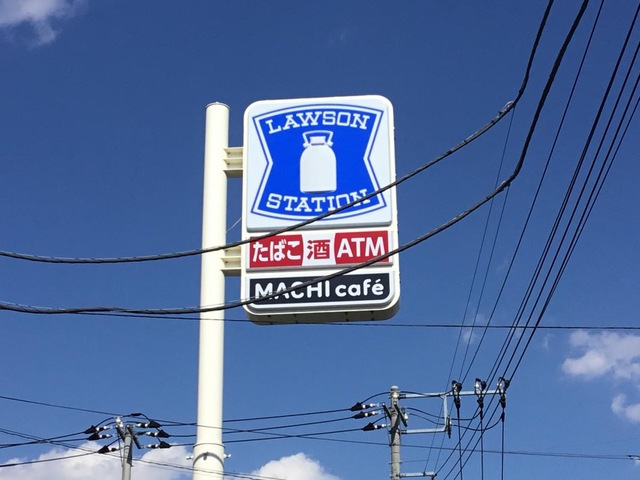 LAWSON
STATION
たばこ 酒 ATM
MACHI café